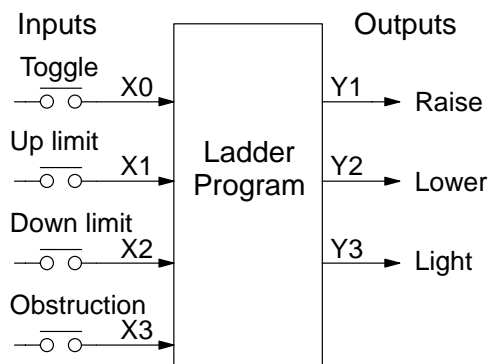 Inputs
Outputs
Toggle
X0
Y1
Raise
Up limit
X1
Ladder
Program
Y2
Lower
Down limit
X2
Y3
Light
Obstruction
X3